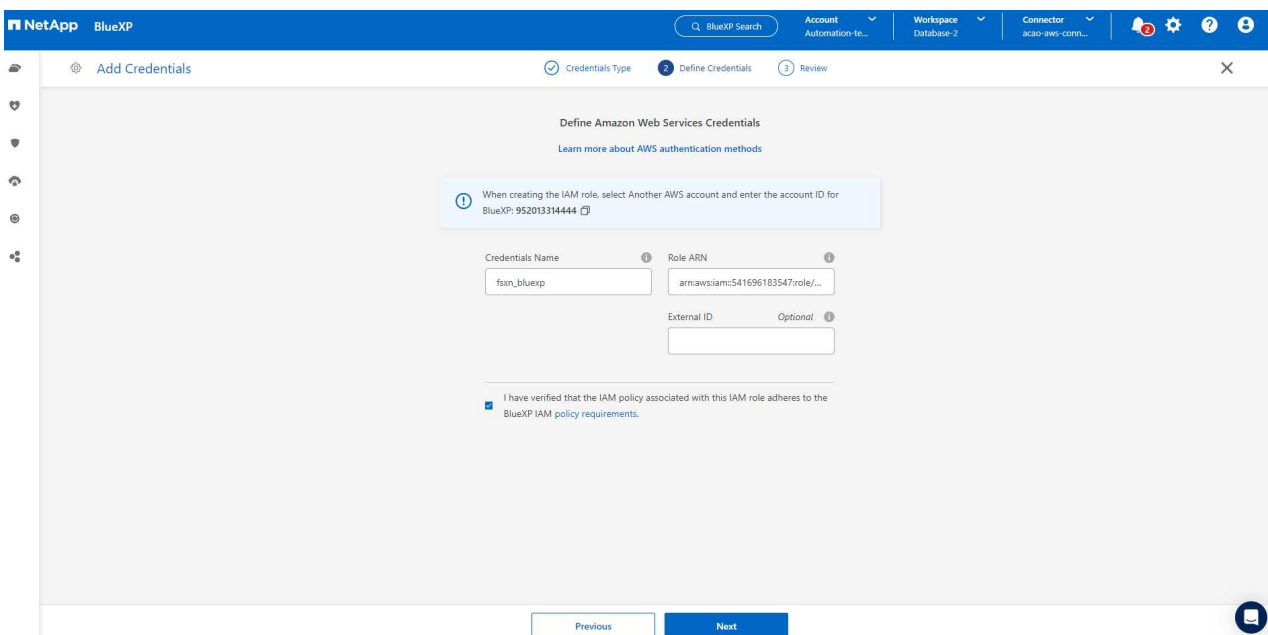 NetApp BlueXP
BlueXP Search
Account
Automation-te...
Workspace
Database-2
Connector
acao-aws-conn...
2
Add Credentials
Credentials Type
2 Define Credentials
3 Review
Define Amazon Web Services Credentials
Learn more about AWS authentication methods
When creating the IAM role, select Another AWS account and enter the account ID for
BlueXP: 952013314444
Credentials Name
Role ARN
fsxn_bluexp
arn:aws:iam::541696183547:role/...
External ID
Optional
I have verified that the IAM policy associated with this IAM role adheres to the
BlueXP IAM policy requirements.
Previous
Next